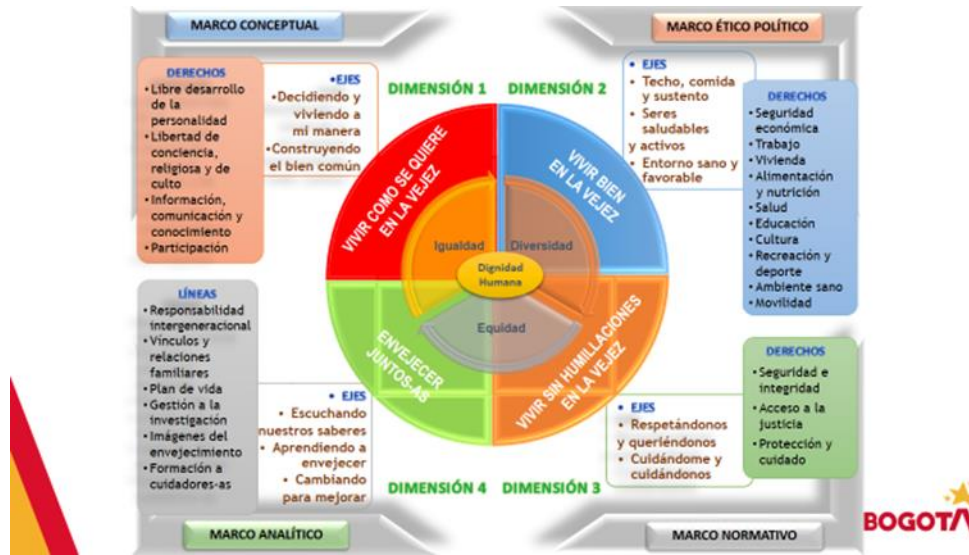 MARCO CONCEPTUAL
MARCO ÉTICO POLÍTICO
DERECHOS
• Libre desarrollo
de la
personalidad
• Libertad de
conciencia,
religiosa y de
culto
• Información,
comunicación y
conocimiento
• Participación
• EJES
• Decidiendo y
viviendo a
mi manera
• Construyendo
el bien común
DIMENSIÓN 1
DIMENSIÓN 2
• EJES
• Techo, comida
y sustento
• Seres
saludables
y activos
• Entorno sano y
favorable
DERECHOS
• Seguridad
económica
• Trabajo
• Vivienda
• Alimentación
y nutrición
• Salud
• Educación
• Cultura
• Recreación y
deporte
• Ambiente sano
• Movilidad
VIVIR COMO SE QUIERE
EN LA VEJEZ
VIVIR BIEN
EN LA VEJEZ
Igualdad
Diversidad
Dignidad
Humana
Equidad
ENVEJECER
JUNTOS-AS
VIVIR SIN HUMILLACIONES
EN LA VEJEZ
LÍNEAS
• Responsabilidad
intergeneracional
• Vínculos y
relaciones
familiares
• Plan de vida
• Gestión a la
investigación
• Imágenes del
envejecimiento
• Formación a
cuidadores-as
• EJES
• Escuchando
nuestros saberes
• Aprendiendo a
envejecer
• Cambiando
para mejorar
DIMENSIÓN 4
DIMENSIÓN 3
• EJES
• Respetándonos
y queriéndonos
• Cuidándome y
cuidándonos
DERECHOS
• Seguridad e
integridad
• Acceso a la
justicia
• Protección y
cuidado
MARCO ANALÍTICO
MARCO NORMATIVO
BOGOTÁ